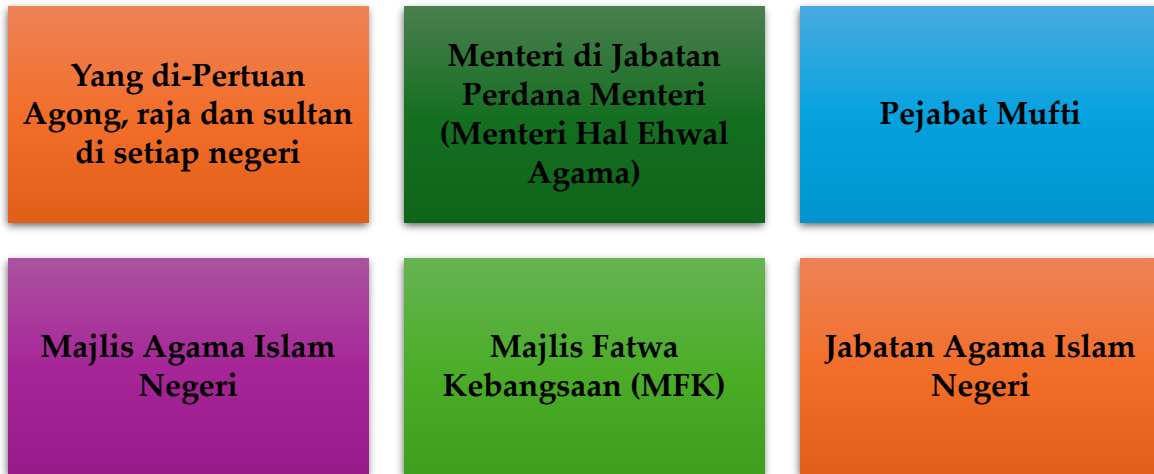 Yang di-Pertuan
Agong, raja dan sultan
di setiap negeri
Menteri di Jabatan
Perdana Menteri
(Menteri Hal Ehwal
Agama)
Pejabat Mufti
Majlis Agama Islam
Negeri
Majlis Fatwa
Kebangsaan (MFK)
Jabatan Agama Islam
Negeri